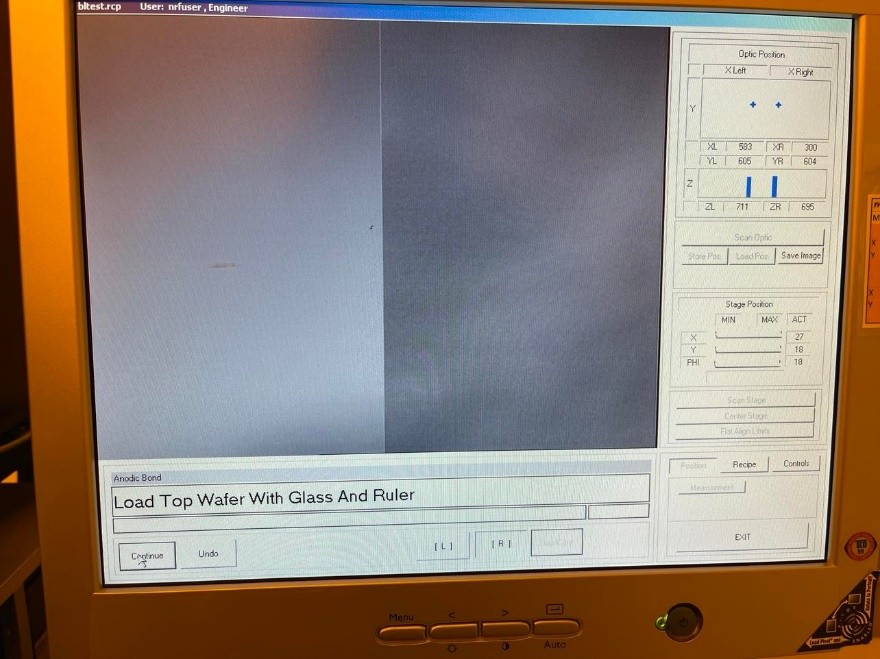 bltest.rcp User: nrfuser , Engineer
Optic Position
X Left X Right
Y
XL 583 XR 300
YL 605 YR 604
Z
ZL 711 ZR 695
Scan Optic
Store Pos. Load Pos. Save Image
Stage Position
MIN MAX ACT
X 27
Y 18
PHI 18
Scan Stage
Center Stage
Flat Align Limits
Position Recipe Controls
Measurement
EXIT
Anodic Bond
Load Top Wafer With Glass And Ruler
Continue Undo [ L ] [ R ]
Menu < >
Auto
M
X
Y
X
Y